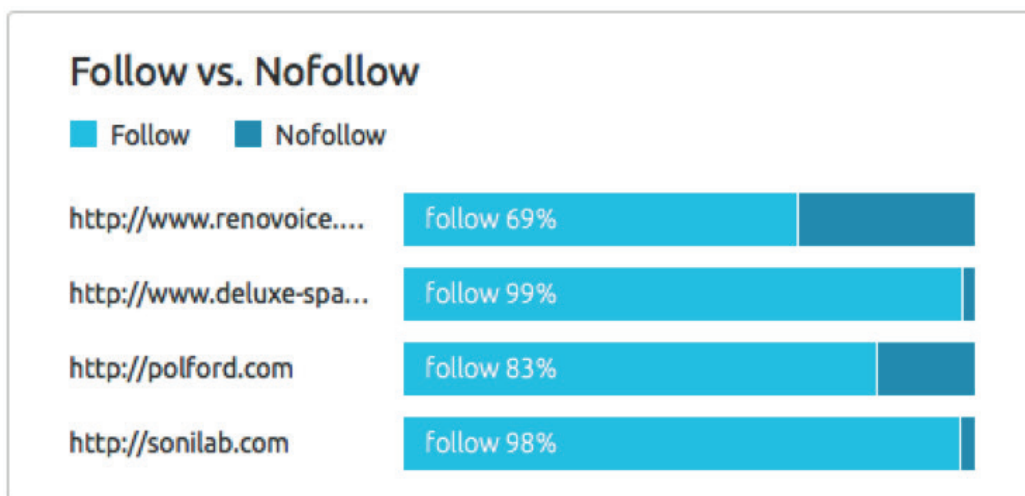 Follow vs. Nofollow
Follow Nofollow
http://www.renovoice.... follow 69%
http://www.deluxe-spa... follow 99%
http://polford.com follow 83%
http://sonilab.com follow 98%